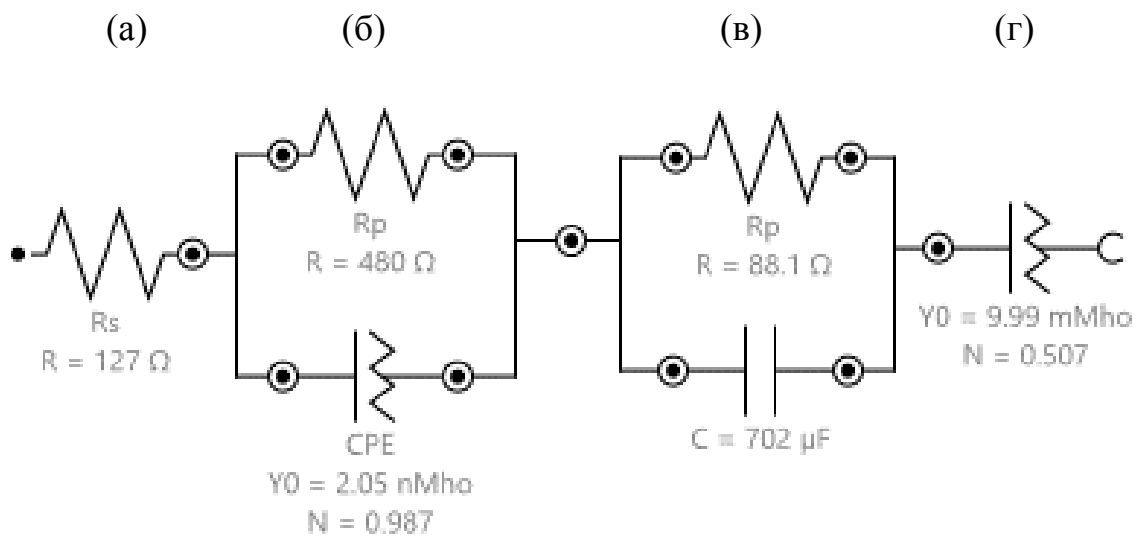 (а) (б) (в) (г)
Rs
R = 127 Ω
Rp
R = 480 Ω
CPE
Y0 = 2.05 nMho
N = 0.987
Rp
R = 88.1 Ω
C = 702 µF
Y0 = 9.99 mMho
N = 0.507